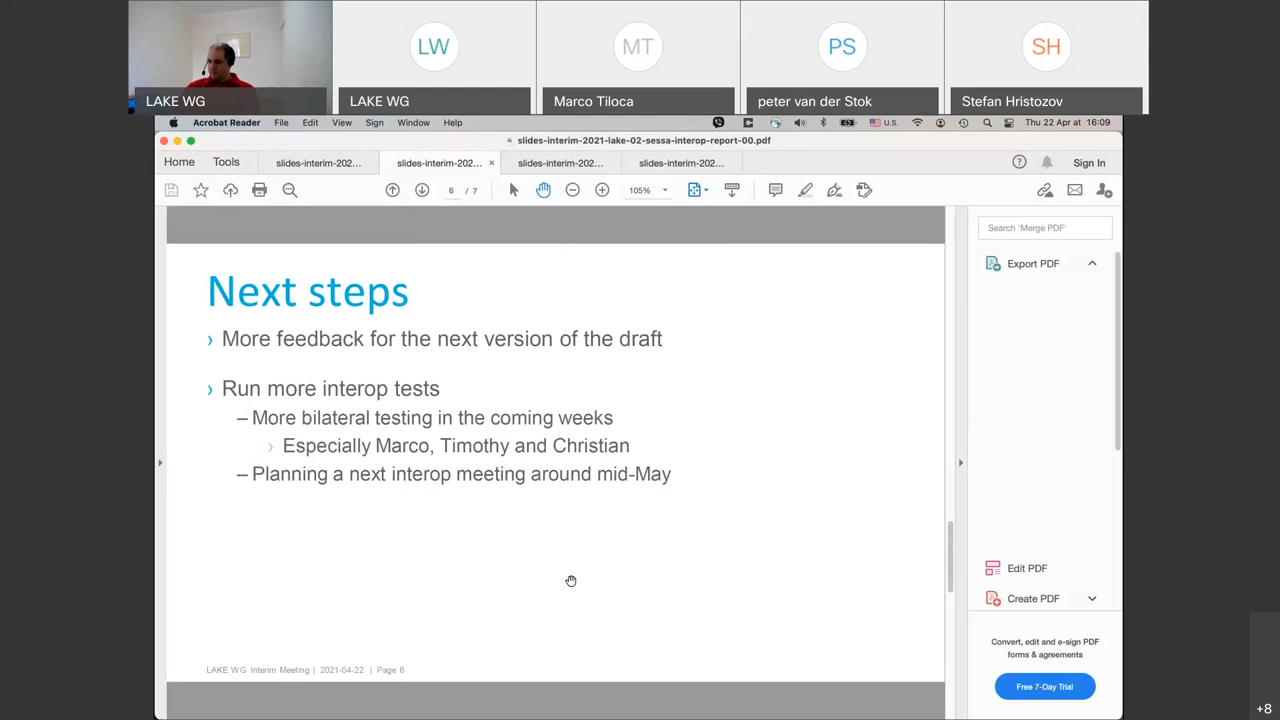 LW
MT
PS
SH
LAKE WG
LAKE WG
Marco Tiloca
peter van der Stok
Stefan Hristozov
Acrobat Reader File Edit View Sign Window Help
U.S.
Thu 22 Apr at 16:09
slides-interim-2021-lake-02-sessa-interop-report-00.pdf
Home Tools slides-interim-202... slides-interim-202... × slides-interim-202... slides-interim-202... Sign In
6 / 7 105%
Search 'Merge PDF'
Export PDF
Next steps
› More feedback for the next version of the draft
› Run more interop tests
– More bilateral testing in the coming weeks
› Especially Marco, Timothy and Christian
– Planning a next interop meeting around mid-May
Edit PDF
Create PDF
Convert, edit and e-sign PDF
forms & agreements
Free 7-Day Trial
LAKE WG Interim Meeting | 2021-04-22 | Page 6
+8